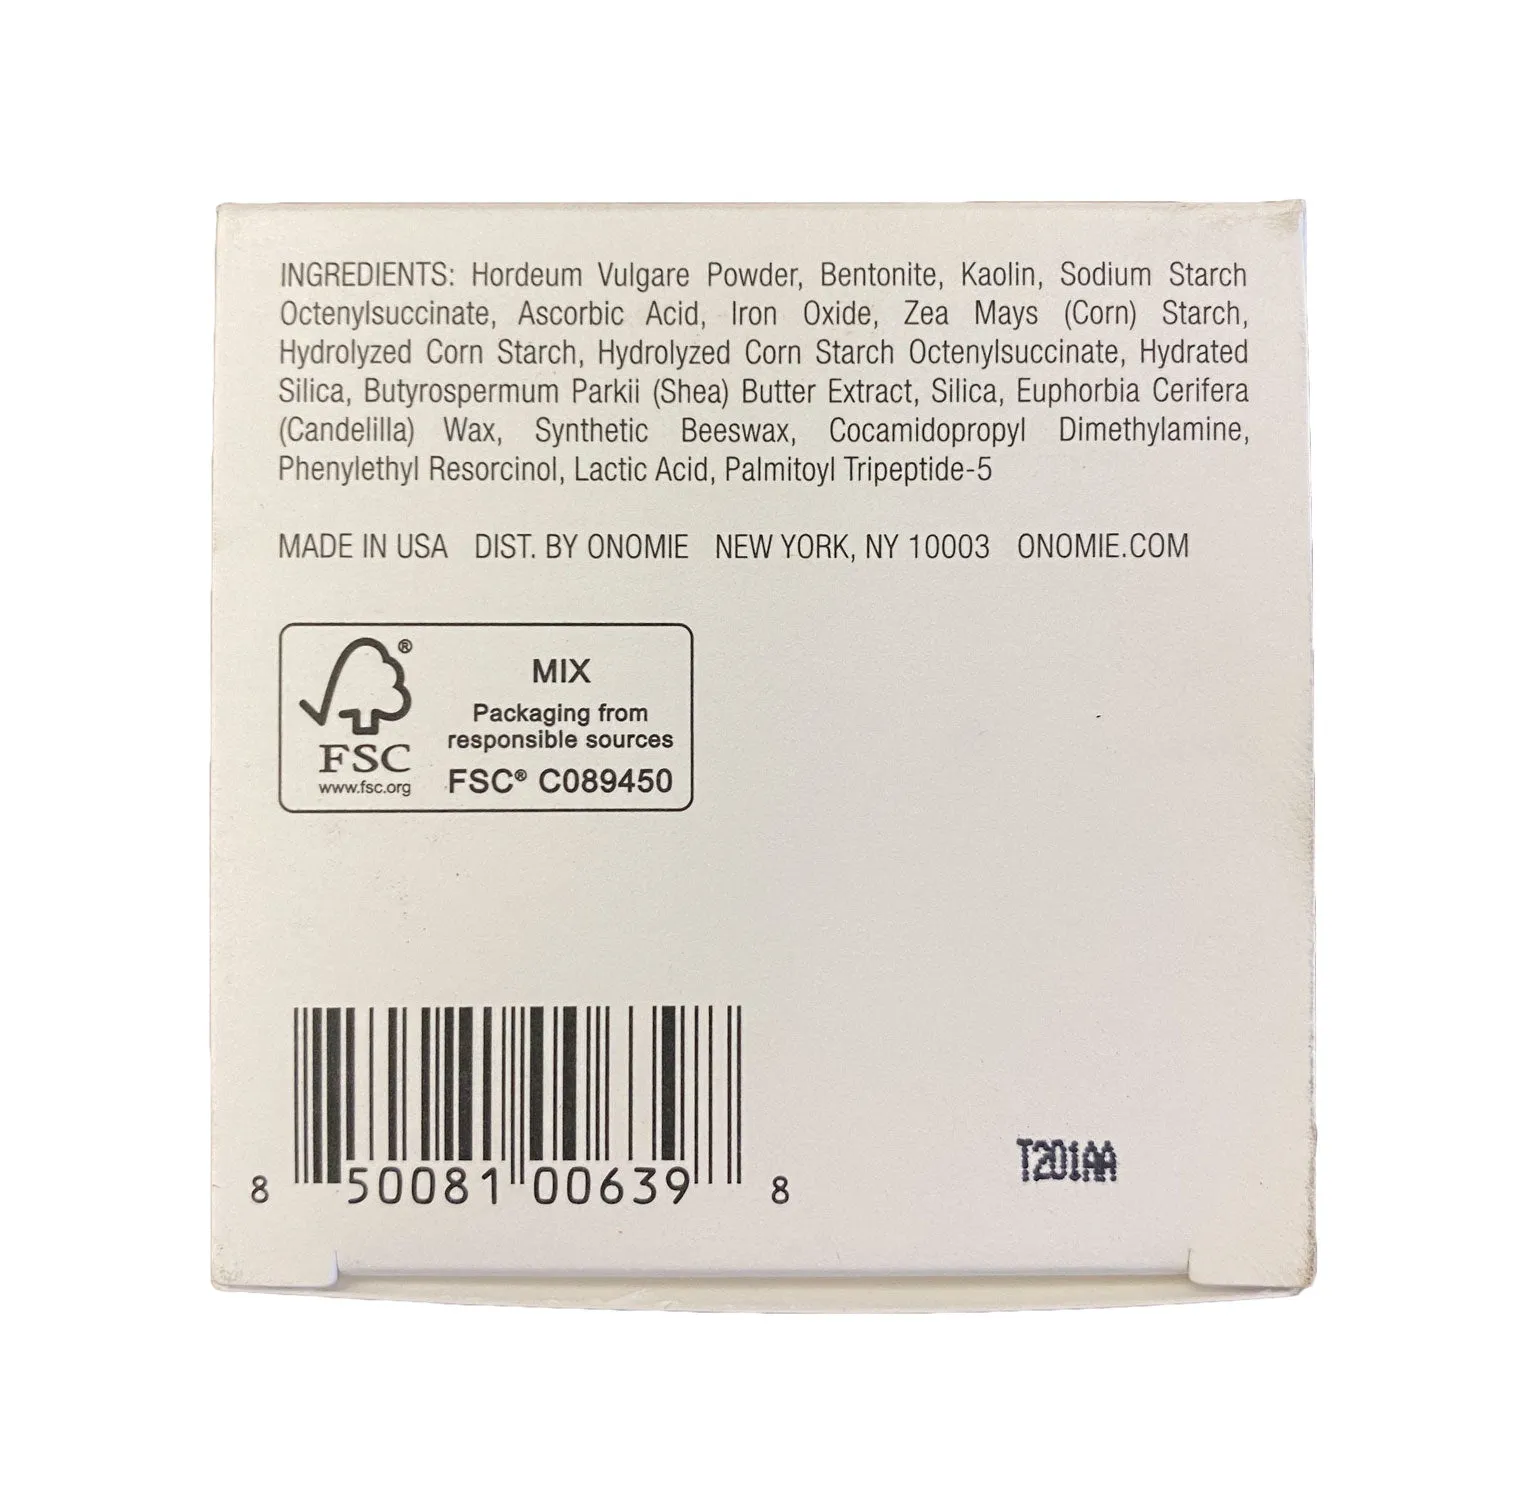 INGREDIENTS: Hordeum Vulgare Powder, Bentonite, Kaolin, Sodium Starch
Octenylsuccinate, Ascorbic Acid, Iron Oxide, Zea Mays (Corn) Starch,
Hydrolyzed Corn Starch, Hydrolyzed Corn Starch Octenylsuccinate, Hydrated
Silica, Butyrospermum Parkii (Shea) Butter Extract, Silica, Euphorbia Cerifera
(Candelilla) Wax, Synthetic Beeswax, Cocamidopropyl Dimethylamine,
Phenylethyl Resorcinol, Lactic Acid, Palmitoyl Tripeptide-5
MADE IN USA DIST. BY ONOMIE NEW YORK, NY 10003 ONOMIE.COM
®
FSC
www.fsc.org
MIX
Packaging from
responsible sources
FSC® C089450
8 50081 00639 8
T201AA